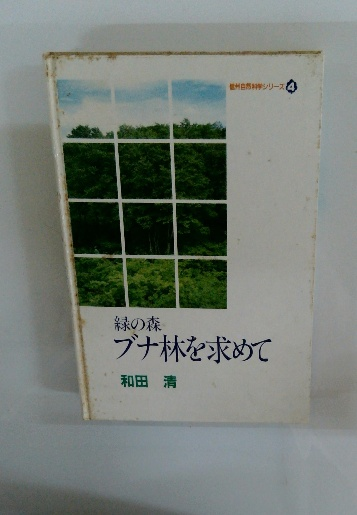 信州自然科学シリーズ4
緑の森
ブナ林を求めて
和田 清